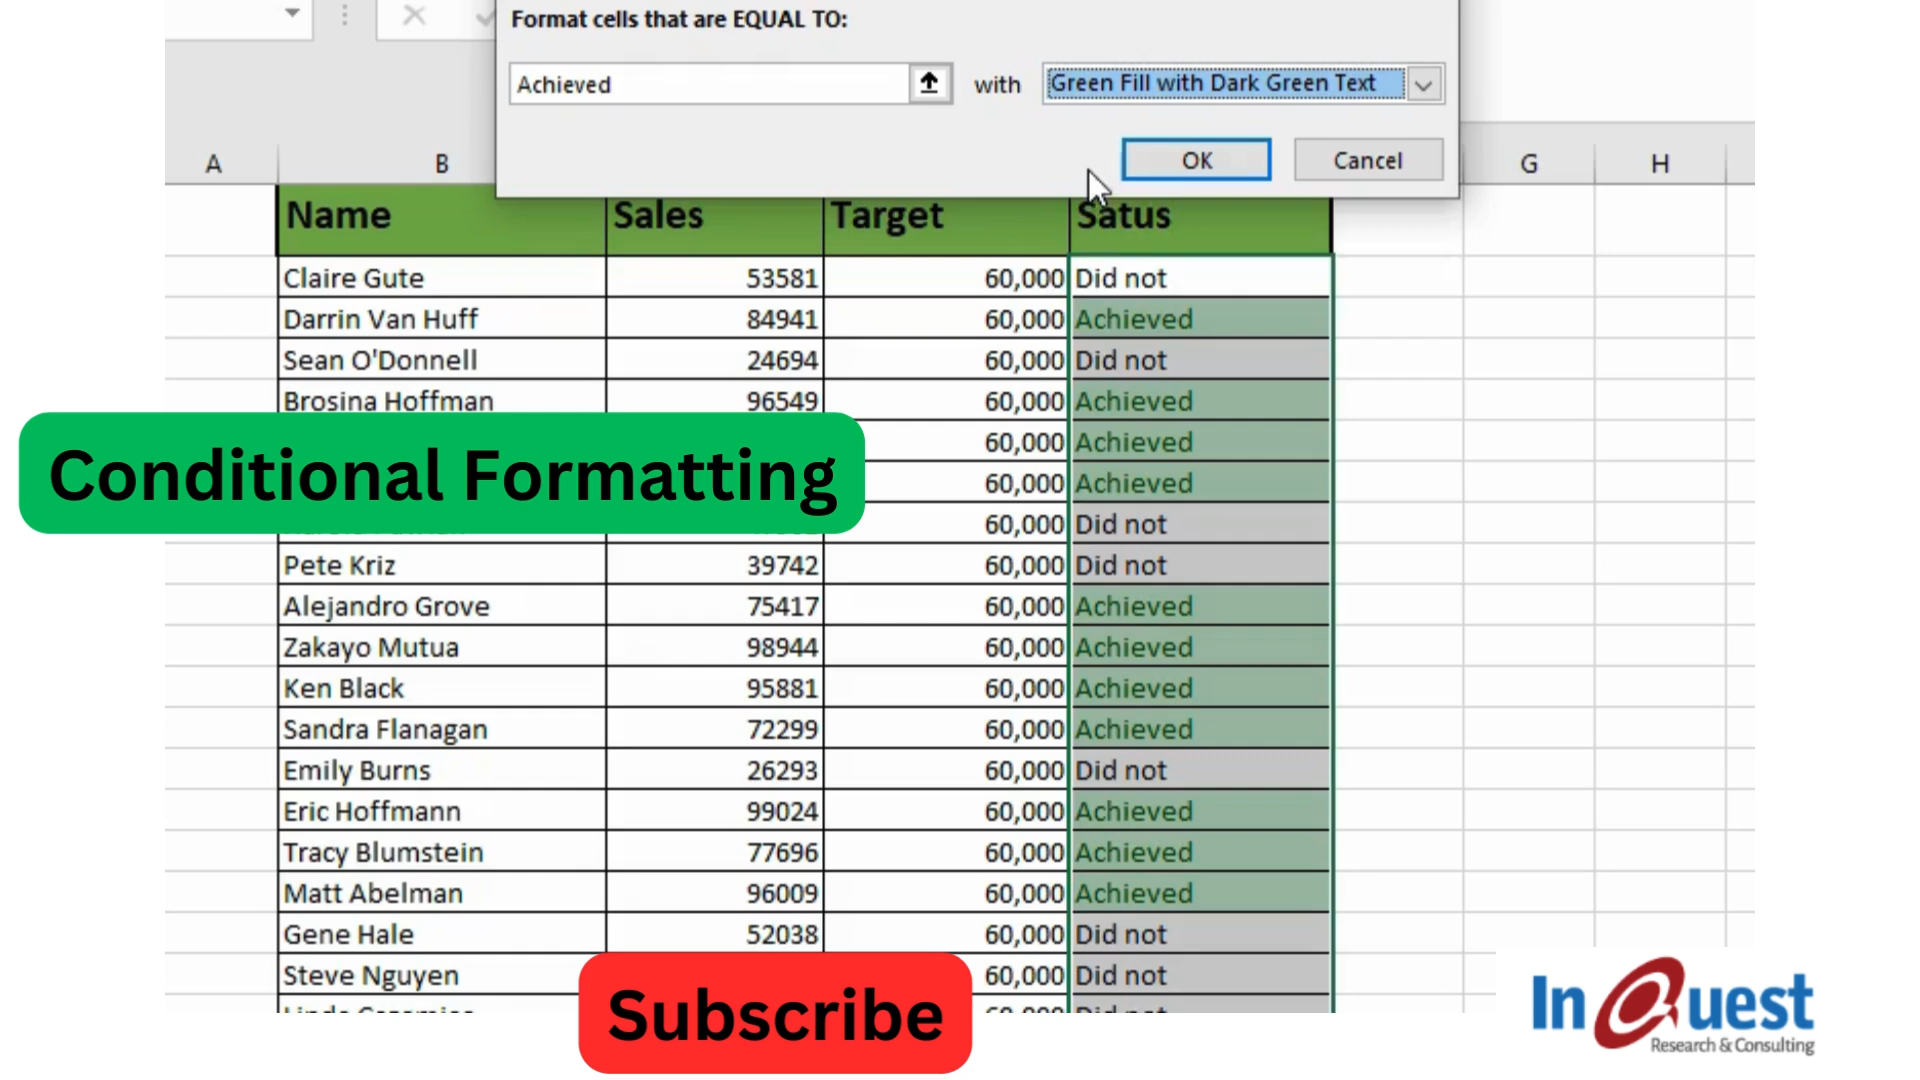 Format cells that are EQUAL TO:
Achieved with Green Fill with Dark Green Text
OK Cancel
A B G H
Name Sales Target Satus
Claire Gute 53581 60,000 Did not
Darrin Van Huff 84941 60,000 Achieved
Sean O'Donnell 24694 60,000 Did not
Brosina Hoffman 96549 60,000 Achieved
60,000 Achieved
Conditional Formatting
60,000 Achieved
60,000 Did not
Pete Kriz 39742 60,000 Did not
Alejandro Grove 75417 60,000 Achieved
Zakayo Mutua 98944 60,000 Achieved
Ken Black 95881 60,000 Achieved
Sandra Flanagan 72299 60,000 Achieved
Emily Burns 26293 60,000 Did not
Eric Hoffmann 99024 60,000 Achieved
Tracy Blumstein 77696 60,000 Achieved
Matt Abelman 96009 60,000 Achieved
Gene Hale 52038 60,000 Did not
Steve Nguyen 60,000 Did not
Subscribe
InQuest
Research & Consulting